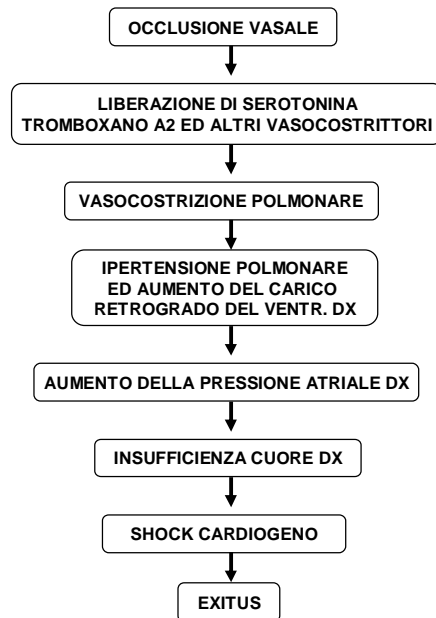 OCCLUSIONE VASALE
LIBERAZIONE DI SEROTONINA
TROMBOXANO A2 ED ALTRI VASOCOSTRITTORI
VASOCOSTRIZIONE POLMONARE
IPERTENSIONE POLMONARE
ED AUMENTO DEL CARICO
RETROGRADO DEL VENTR. DX
AUMENTO DELLA PRESSIONE ATRIALE DX
INSUFFICIENZA CUORE DX
SHOCK CARDIOGENO
EXITUS